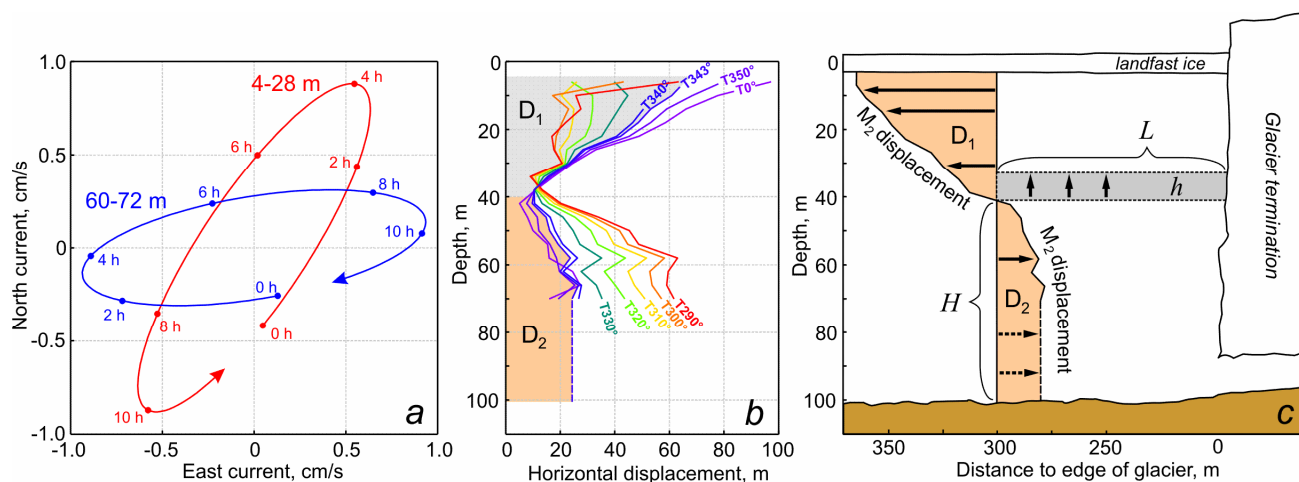 1.0
0.5
0
-0.5
-1.0
North current, cm/s
-1.0
-0.5
0
0.5
1.0
East current, cm/s
4-28 m
4 h
6 h
2 h
60-72 m
6 h
8 h
10 h
4 h
0 h
2 h
8 h
0 h
10 h
a
0
20
40
60
80
100
Depth, m
0
20
40
60
80
100
Horizontal displacement, m
D1
D2
T340°
T343°
T350°
T0°
T330°
T320°
T310°
T300°
T290°
b
0
20
40
60
80
100
Depth, m
landfast ice
M2 displacement
D1
L
h
Glacier termination
Depth, m
H
D2
M2 displacement
350
300
250
0
Distance to edge of glacier, m
c